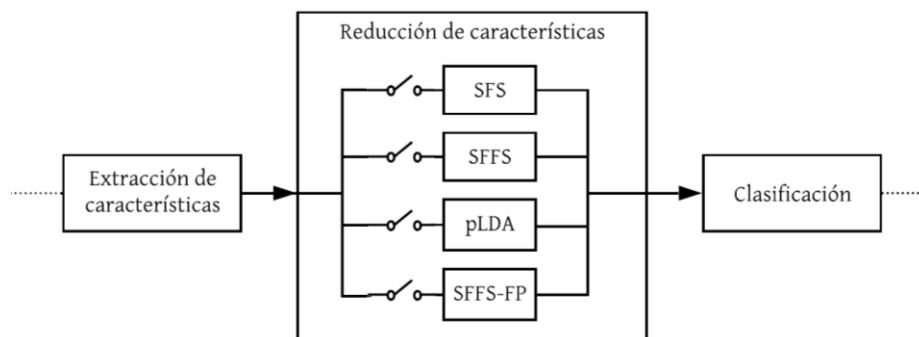 Reducción de características
SFS
SFFS
Extracción de
características
pLDA
Clasificación
SFFS-FP